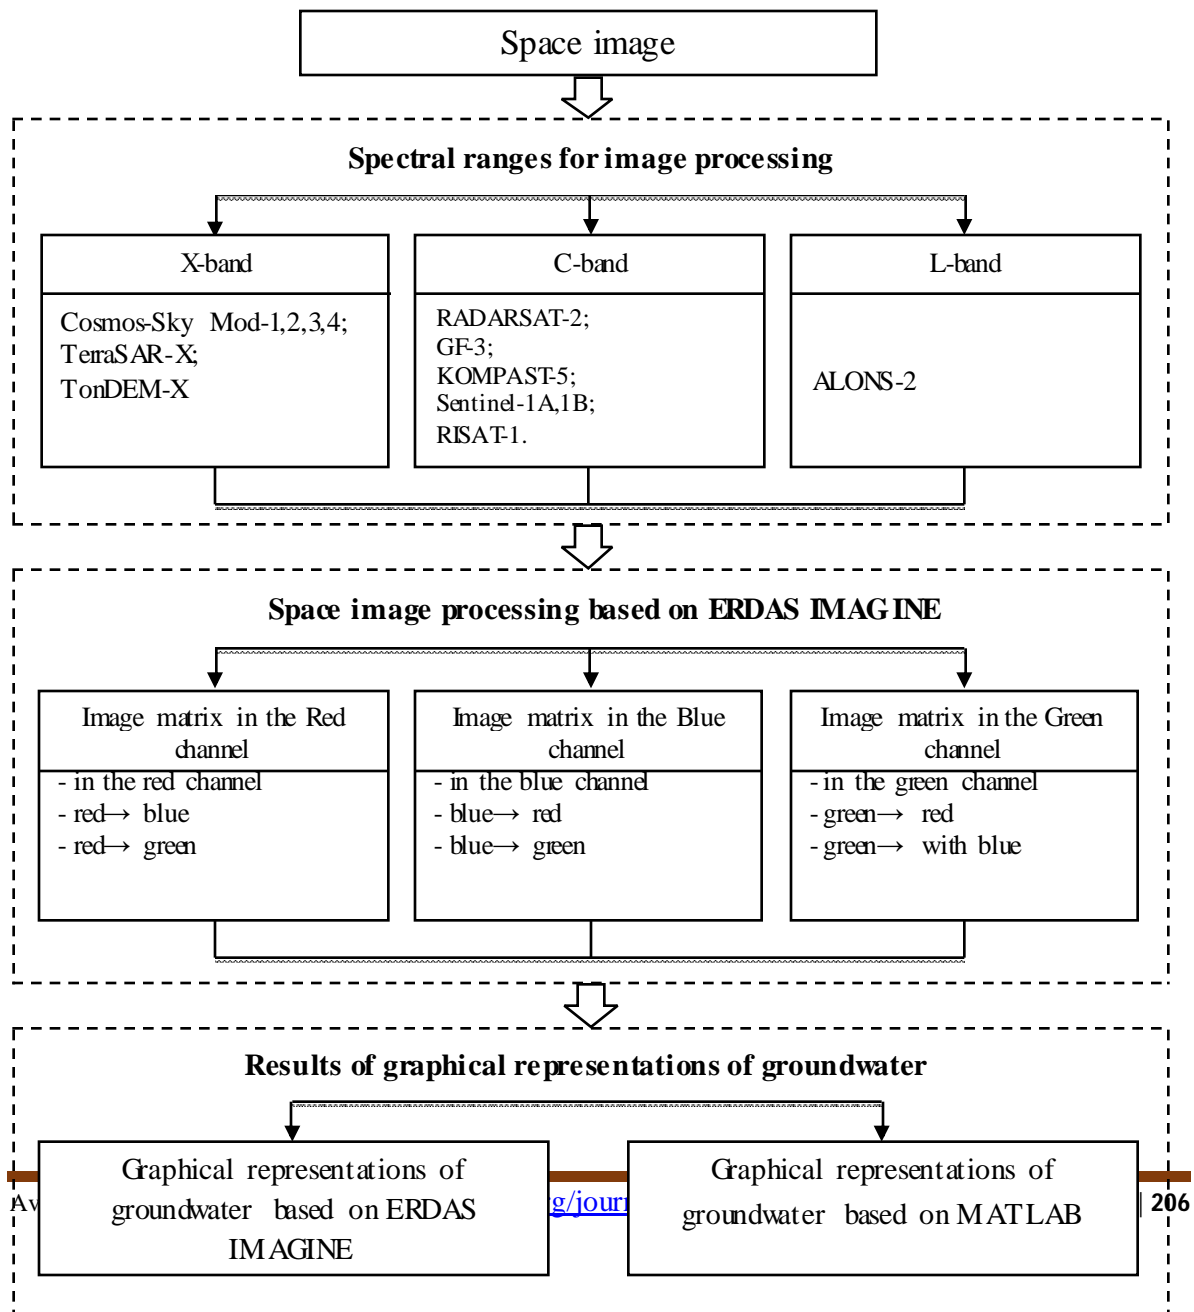 Space image
Spectral ranges for image processing
X-band
Cosmos-Sky Mod-1,2,3,4;
TerraSAR-X;
TonDEM-X
C-band
RADARSAT-2;
GF-3;
KOMPAST-5;
Sentinel-1A,1B;
RISAT-1.
L-band
ALONS-2
Space image processing based on ERDAS IMAGINE
Image matrix in the Red
channel
- in the red channel
- red→ blue
- red→ green
Image matrix in the Blue
channel
- in the blue channel
- blue→ red
- blue→ green
Image matrix in the Green
channel
- in the green channel
- green→ red
- green→ with blue
Results of graphical representations of groundwater
Graphical representations of
groundwater based on ERDAS
IMAGINE
Graphical representations of
groundwater based on MATLAB
g/journ | 206